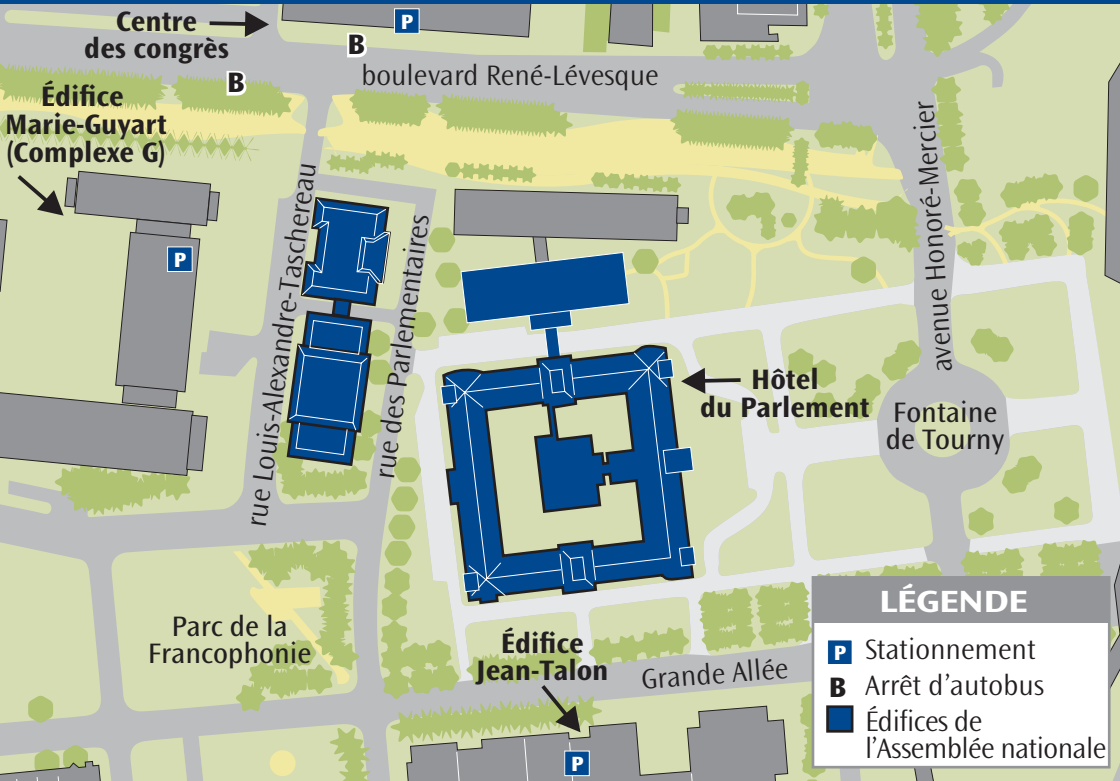 Centre
des congrès
P
B
B
boulevard René-Lévesque
Édifice
Marie-Guyart
(Complexe G)
P
rue Louis-Alexandre-Taschereau
rue des Parlementaires
avenue Honoré-Mercier
Hôtel
du Parlement
Fontaine
de Tourny
Parc de la
Francophonie
Édifice
Jean-Talon
Grande Allée
P
LÉGENDE
P Stationnement
B Arrêt d'autobus
Édifices de
l'Assemblée nationale